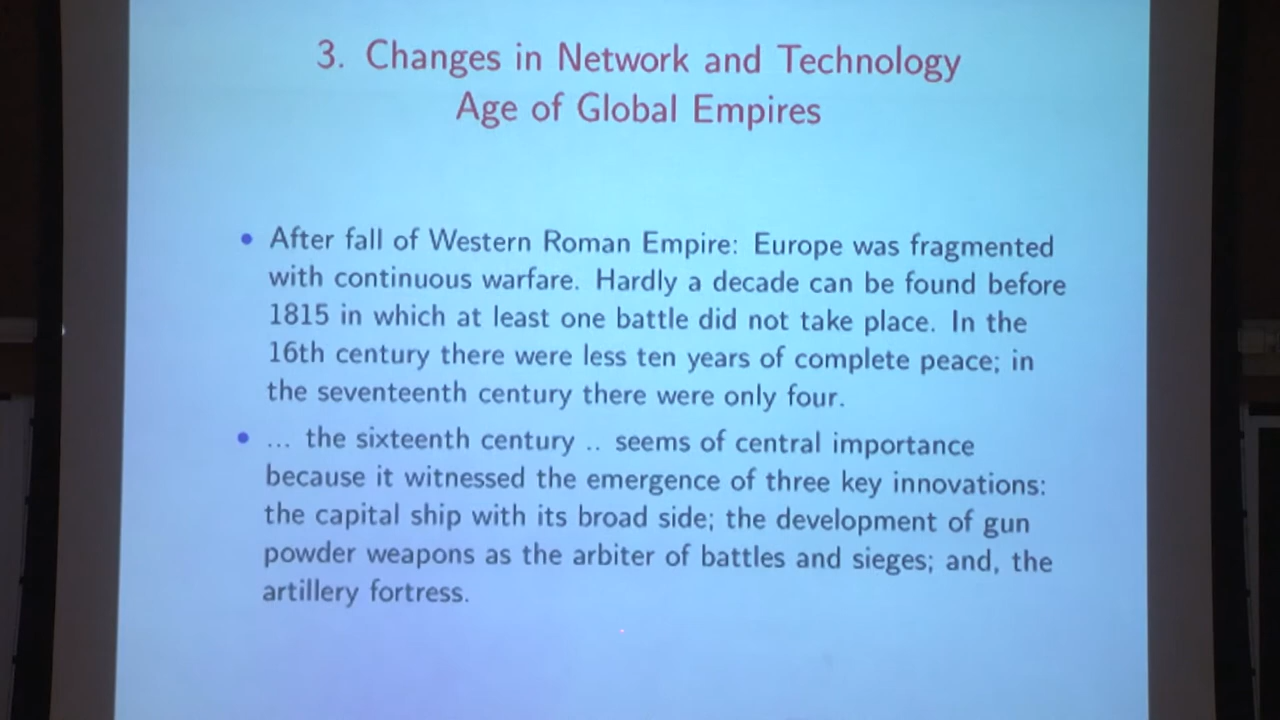 3. Changes in Network and Technology
Age of Global Empires
• After fall of Western Roman Empire: Europe was fragmented
with continuous warfare. Hardly a decade can be found before
1815 in which at least one battle did not take place. In the
16th century there were less ten years of complete peace; in
the seventeenth century there were only four.
• ... the sixteenth century .. seems of central importance
because it witnessed the emergence of three key innovations:
the capital ship with its broad side; the development of gun
powder weapons as the arbiter of battles and sieges; and, the
artillery fortress.